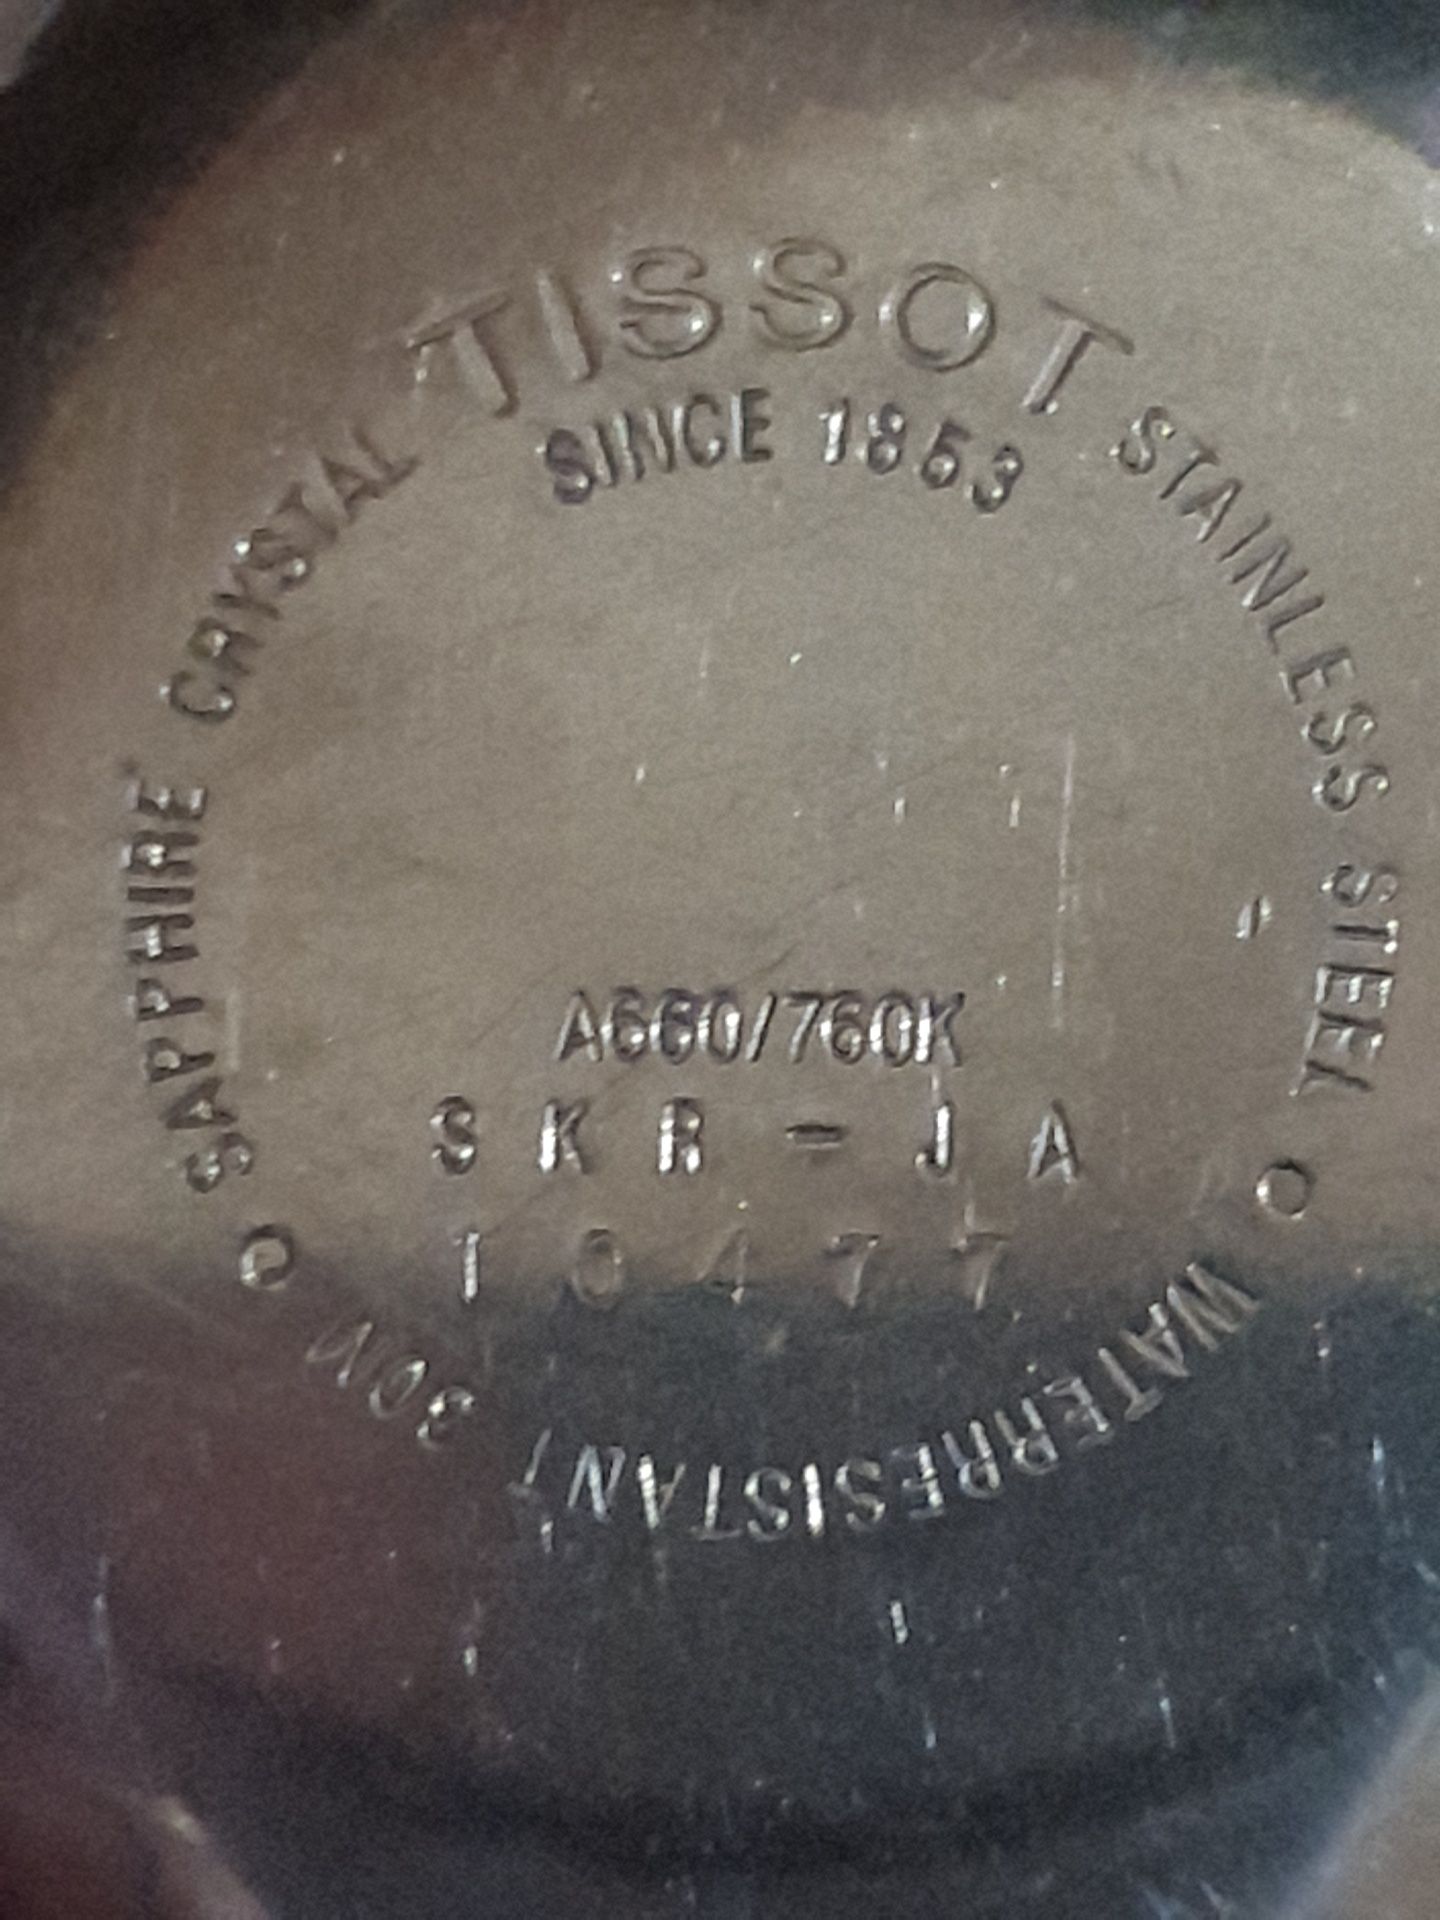 TISSOT
SINCE 1853
STAINLESS STEEL
WATERRESISTANT 30M
SAPPHIRE CRYSTAL
A660/760K
SKR-JA
10477